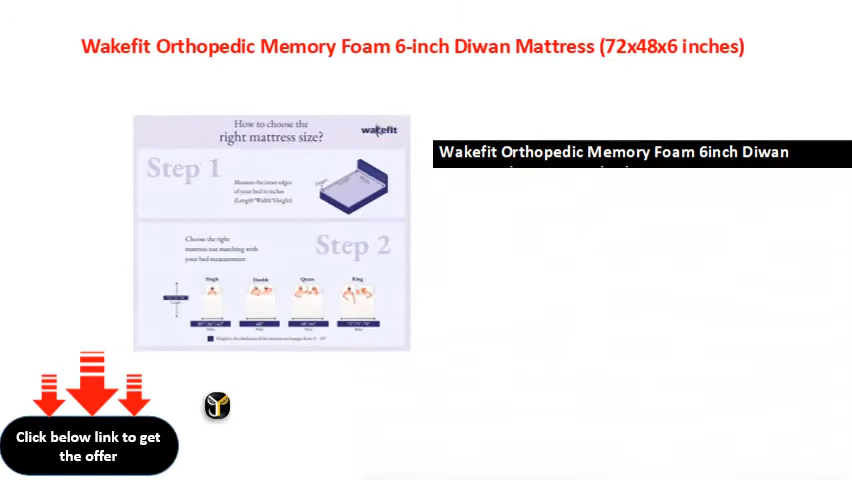 Wakefit Orthopedic Memory Foam 6-inch Diwan Mattress (72x48x6 inches)
How to choose the
right mattress size?
wakefit
Step 1
Measure the inner edges
of your bed in inches
(Length*Width*Height)
Choose the right
mattress size matching with
your bed measurement
Step 2
Single
Double
Queen
King
Wakefit Orthopedic Memory Foam 6inch Diwan
Click below link to get
the offer